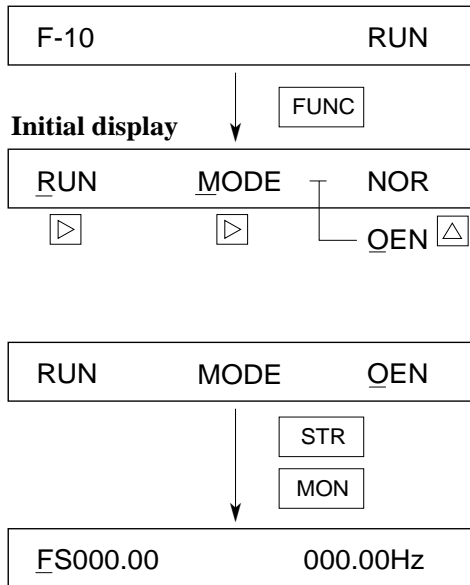 F-10 RUN
FUNC
Initial display
RUN MODE NOR
OEN
RUN MODE OEN
STR
MON
FS000.00 000.00Hz